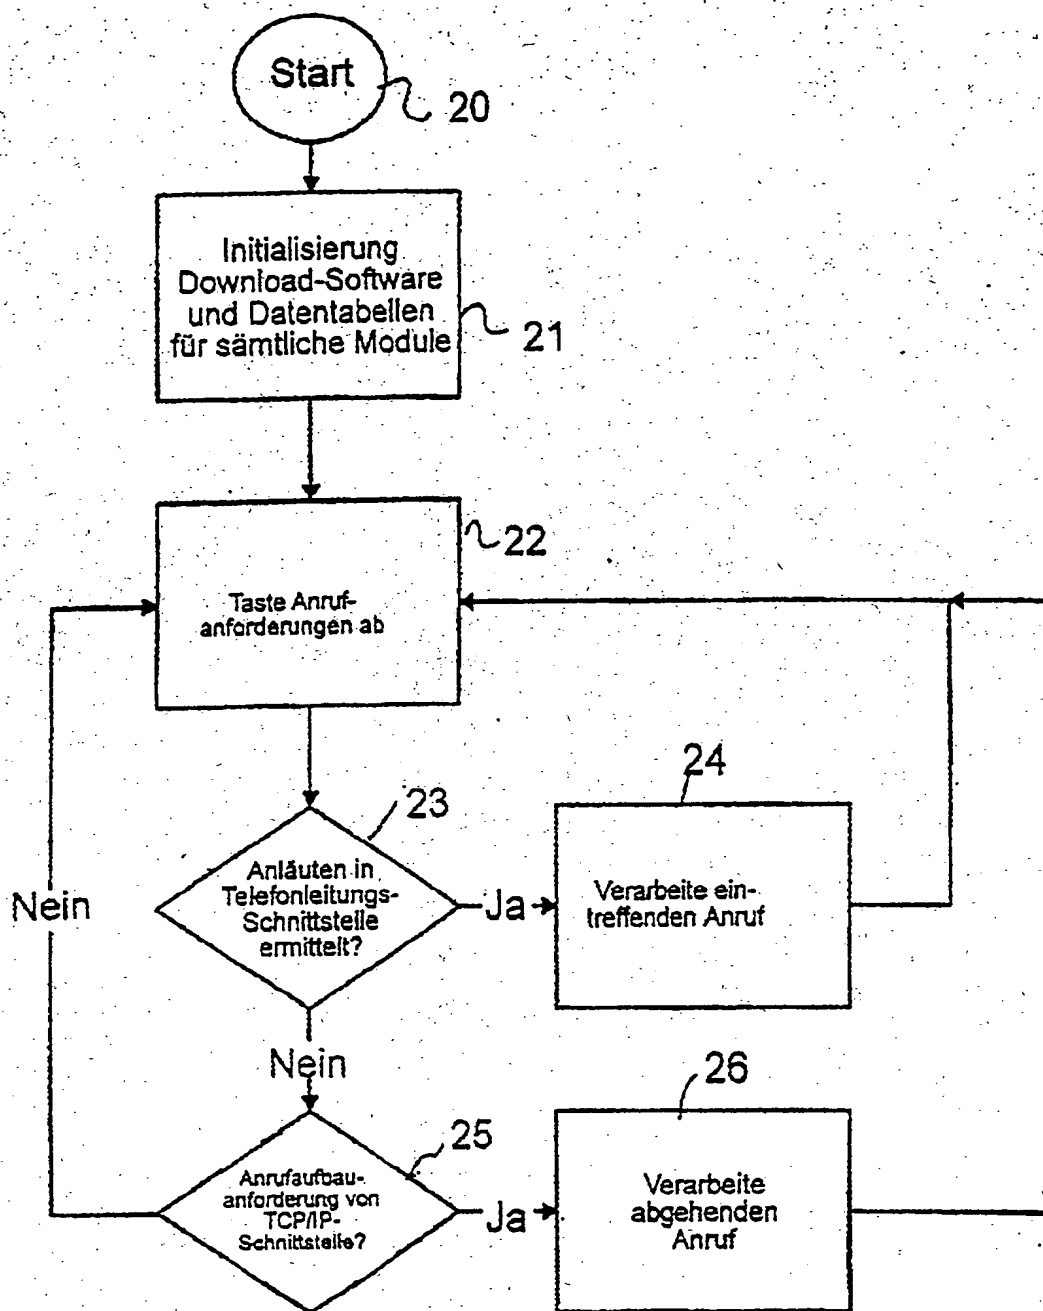 Start
20
Initialisierung
Download-Software
und Datentabellen
für sämtliche Module
21
22
Taste Anruf-
anforderungen ab
23
Anläuten in
Telefonleitungs-
Schnittstelle
ermittelt?
Ja
24
Verarbeite ein-
treffenden Anruf
Nein
Nein
25
Anrufaufbau-
anforderung von
TCP/IP-
Schnittstelle?
Ja
26
Verarbeite
abgehenden
Anruf